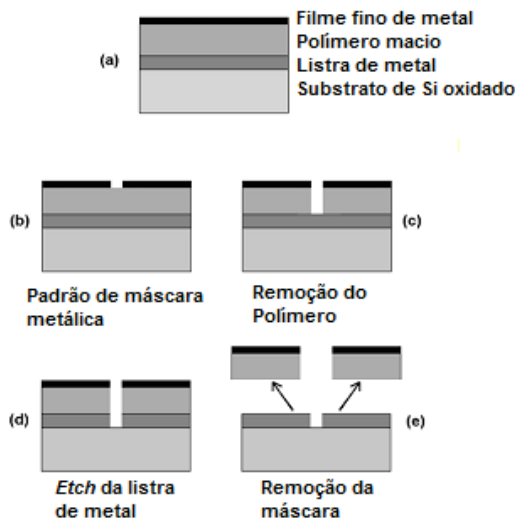 Filme fino de metal
Polímero macio
(a)
Listra de metal
Substrato de Si oxidado
(b)
(c)
Padrão de máscara
metálica
Remoção do
Polímero
(d)
(e)
Etch da listra
de metal
Remoção da
máscara